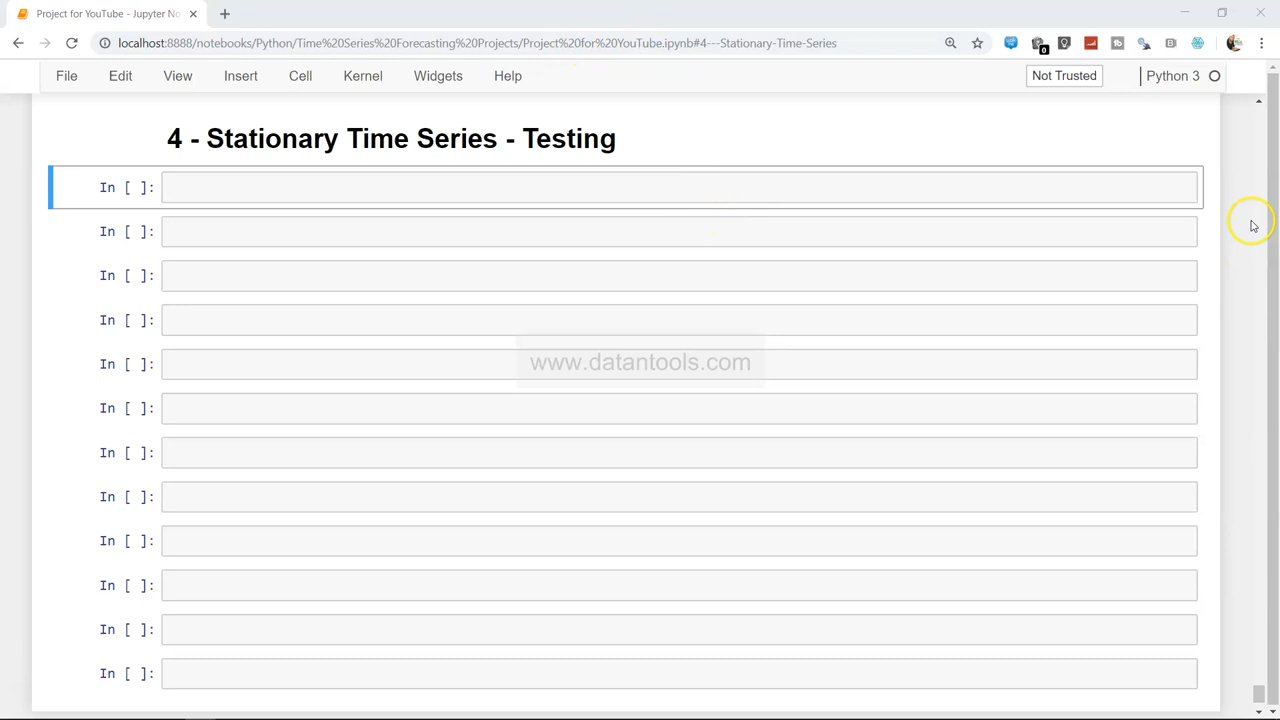 Project for YouTube - Jupyter No
localhost:8888/notebooks/Python/Time%20Series%20Forecasting%20Projects/Project%20for%20YouTube.ipynb#4---Stationary-Time-Series
File Edit View Insert Cell Kernel Widgets Help Not Trusted Python 3
4 - Stationary Time Series - Testing
In [ ]:
In [ ]:
In [ ]:
In [ ]:
www.datantools.com
In [ ]:
In [ ]:
In [ ]:
In [ ]:
In [ ]:
In [ ]:
In [ ]:
In [ ]: